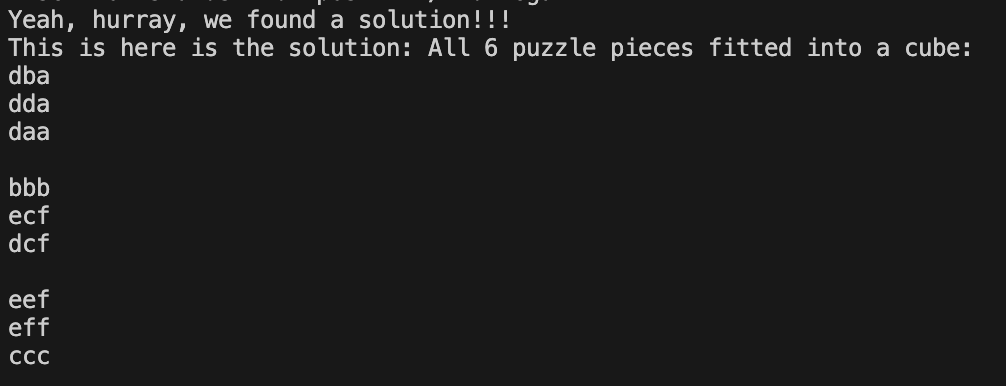 Yeah, hurray, we found a solution!!!
This is here is the solution: All 6 puzzle pieces fitted into a cube:
dba
dda
daa

bbb
ecf
dcf

eef
eff
ccc